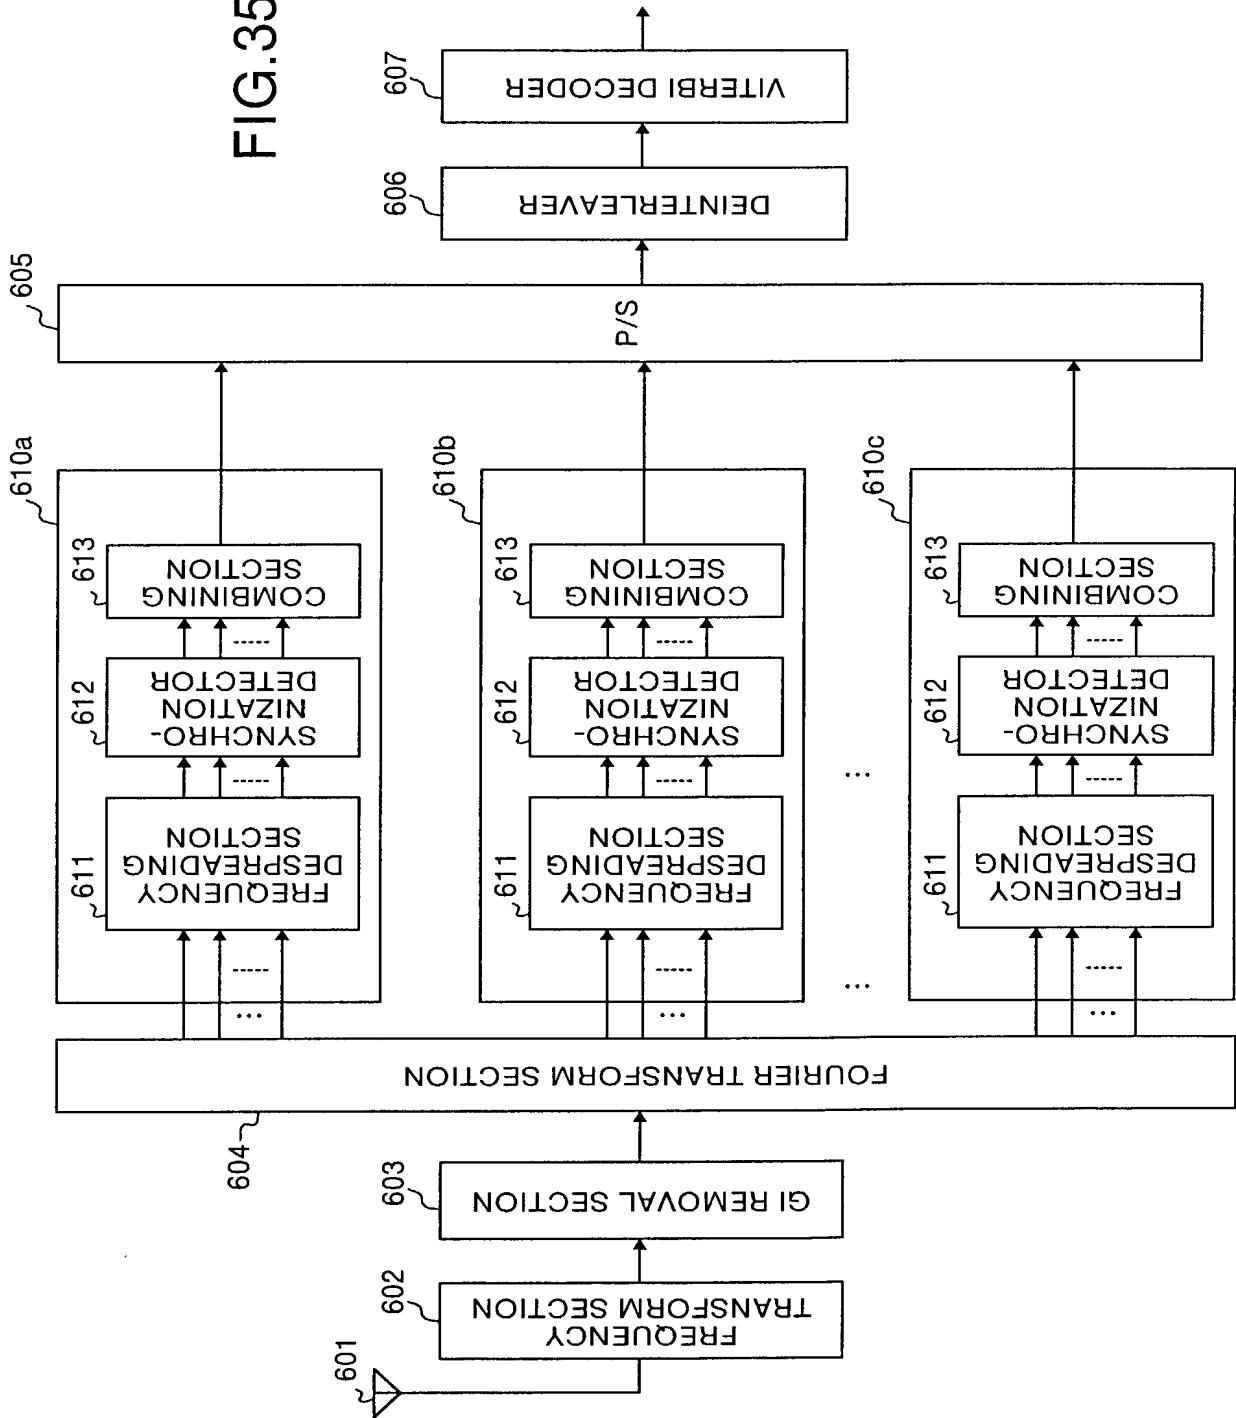 FIG.35
601
602
FREQUENCY
TRANSFORM SECTION
603
GI REMOVAL SECTION
604
FOURIER TRANSFORM SECTION
...
...
...
...
610a
611
FREQUENCY
DESPREADING
SECTION
612
SYNCHRO-
NIZATION
DETECTOR
613
COMBINING
SECTION
610b
611
FREQUENCY
DESPREADING
SECTION
612
SYNCHRO-
NIZATION
DETECTOR
613
COMBINING
SECTION
...
610c
611
FREQUENCY
DESPREADING
SECTION
612
SYNCHRO-
NIZATION
DETECTOR
613
COMBINING
SECTION
605
P/S
606
DEINTERLEAVER
607
VITERBI DECODER